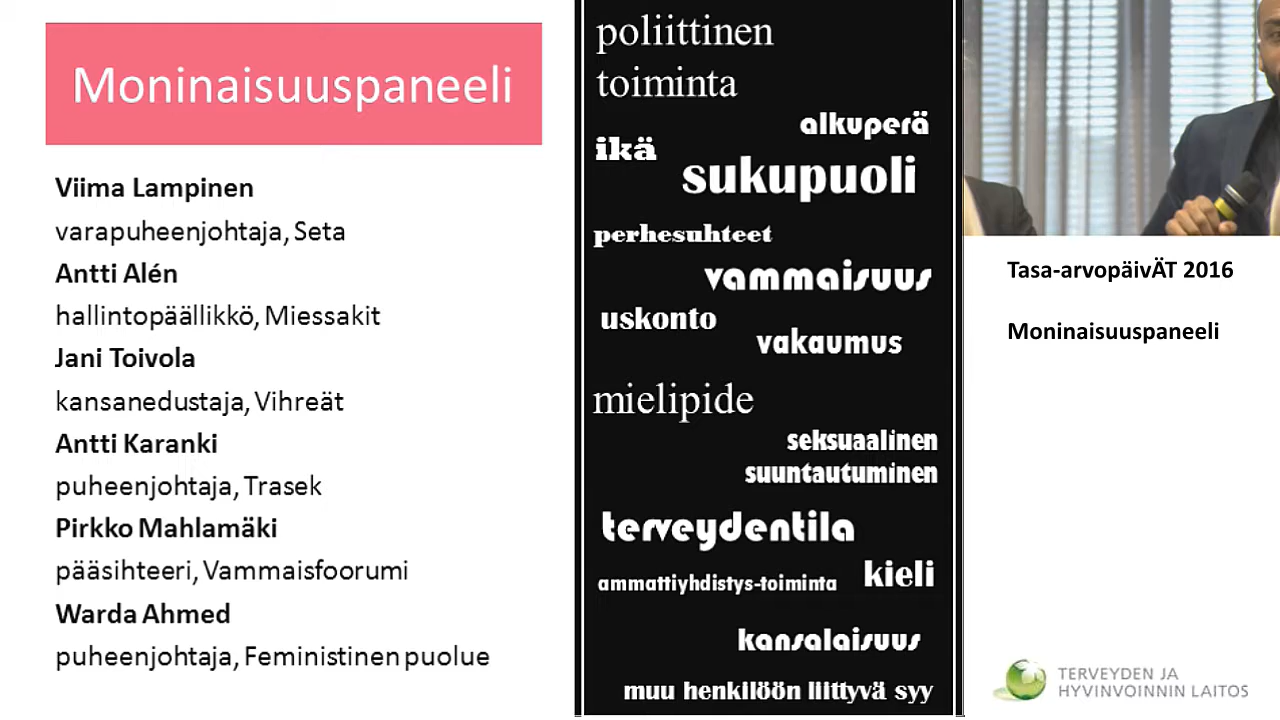 Moninaisuuspaneeli
Viima Lampinen
varapuheenjohtaja, Seta
Antti Alén
hallintopäällikkö, Miessakit
Jani Toivola
kansanedustaja, Vihreät
Antti Karanki
puheenjohtaja, Trasek
Pirkko Mahlamäki
pääsihteeri, Vammaisfoorumi
Warda Ahmed
puheenjohtaja, Feministinen puolue
poliittinen
toiminta
alkuperä
ikä
sukupuoli
perhesuhteet
vammaisuus
uskonto
vakaumus
mielipide
seksuaalinen
suuntautuminen
terveydentila
ammattiyhdistys-toiminta
kieli
kansalaisuus
muu henkilöön liittyvä syy
Tasa-arvopäivÄT 2016
Moninaisuuspaneeli
TERVEYDEN JA
HYVINVOINNIN LAITOS